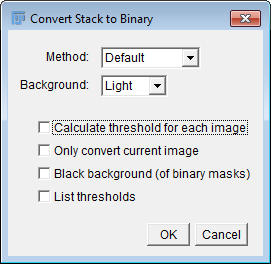 Convert Stack to Binary
Method: Default
Background: Light
Calculate threshold for each image
Only convert current image
Black background (of binary masks)
List thresholds
OK Cancel